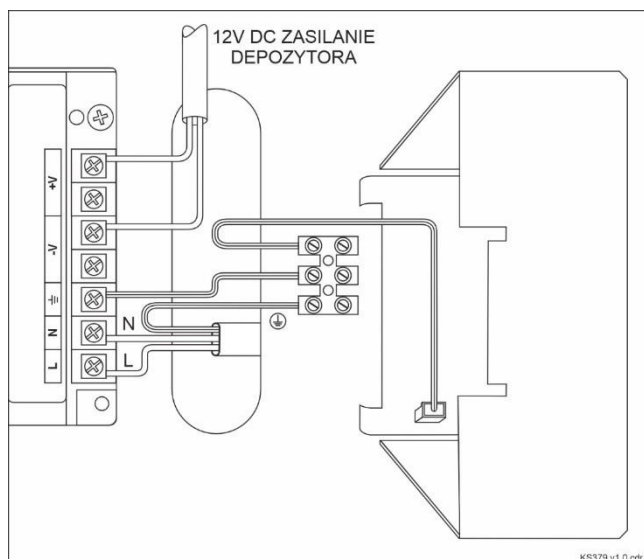 12V DC ZASILANIE
DEPOZYTORA
+V
-V
N
L
N
L
KS379 v1.0.cdr